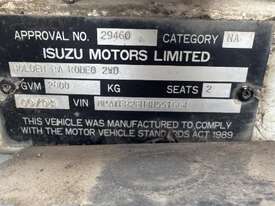 APPROVAL NO. 29460 CATEGORY NA
ISUZU MOTORS LIMITED
HOLDEN RA RODEO 2WD
GVM KG SEATS 2
VIN
THIS VEHICLE WAS MANUFACTURED TO COMPLY
WITH THE MOTOR VEHICLE STANDARDS ACT 1989